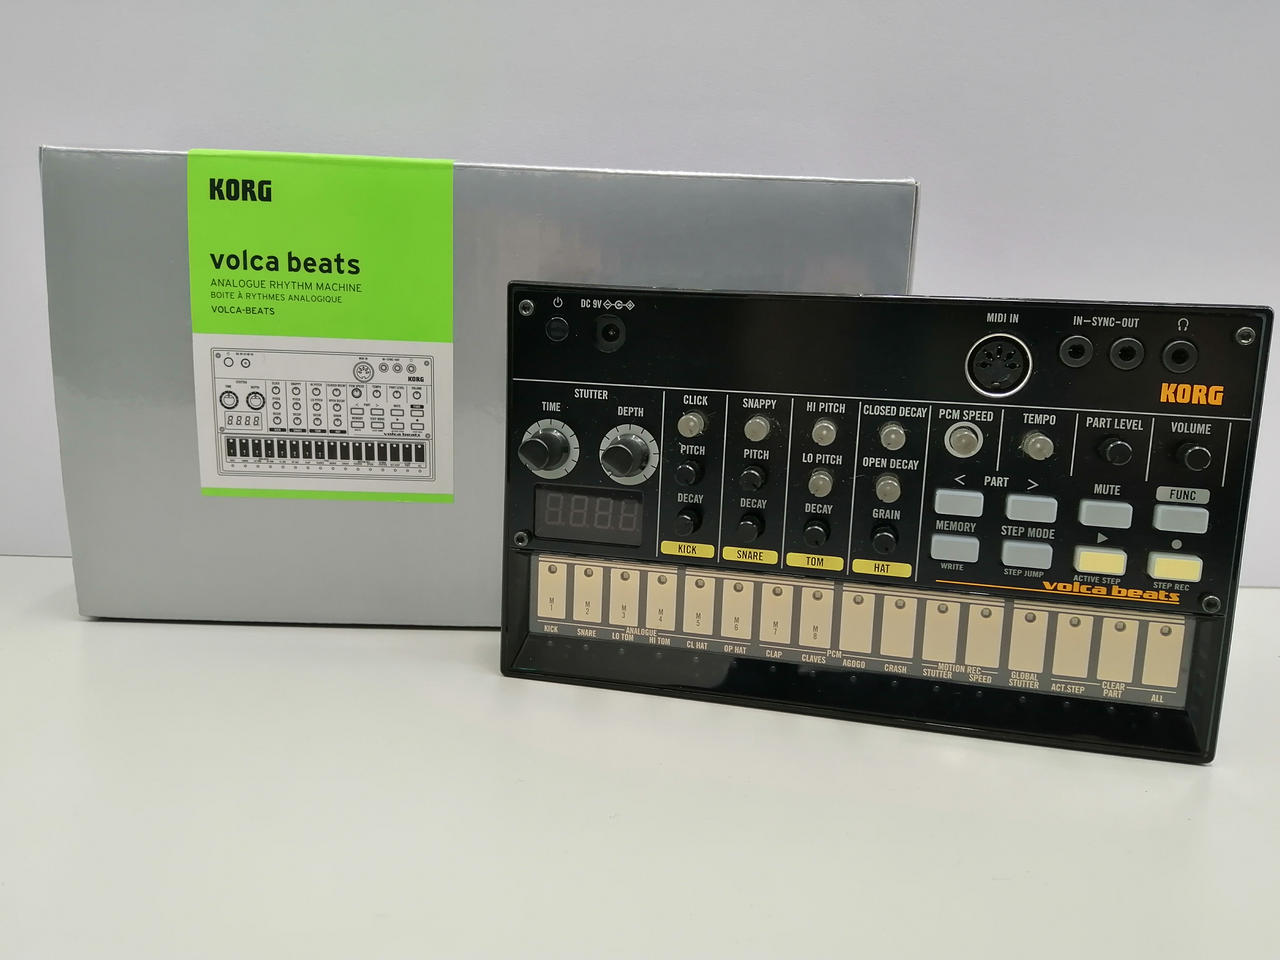 KORG
volca beats
ANALOGUE RHYTHM MACHINE
BOITE À RYTHMES ANALOGIQUE
VOLCA-BEATS
DC 9V
MIDI IN
IN–SYNC–OUT
KORG
STUTTER
TIME
DEPTH
CLICK
PITCH
DECAY
KICK
SNAPPY
PITCH
DECAY
SNARE
HI PITCH
LO PITCH
DECAY
TOM
CLOSED DECAY
OPEN DECAY
GRAIN
HAT
PCM SPEED
TEMPO
PART LEVEL
VOLUME
< PART >
MUTE
FUNC
MEMORY
STEP MODE
WRITE
STEP JUMP
ACTIVE STEP
STEP REC
volca beats
M 1
M 2
M 3
M 4
M 5
M 6
M 7
M 8
KICK
SNARE
LO TOM
ANALOGUE
HI TOM
CL HAT
OP HAT
CLAP
CLAVES
PCM
AGOGO
CRASH
MOTION REC
STUTTER
SPEED
GLOBAL
STUTTER
ACT.STEP
CLEAR
PART
ALL